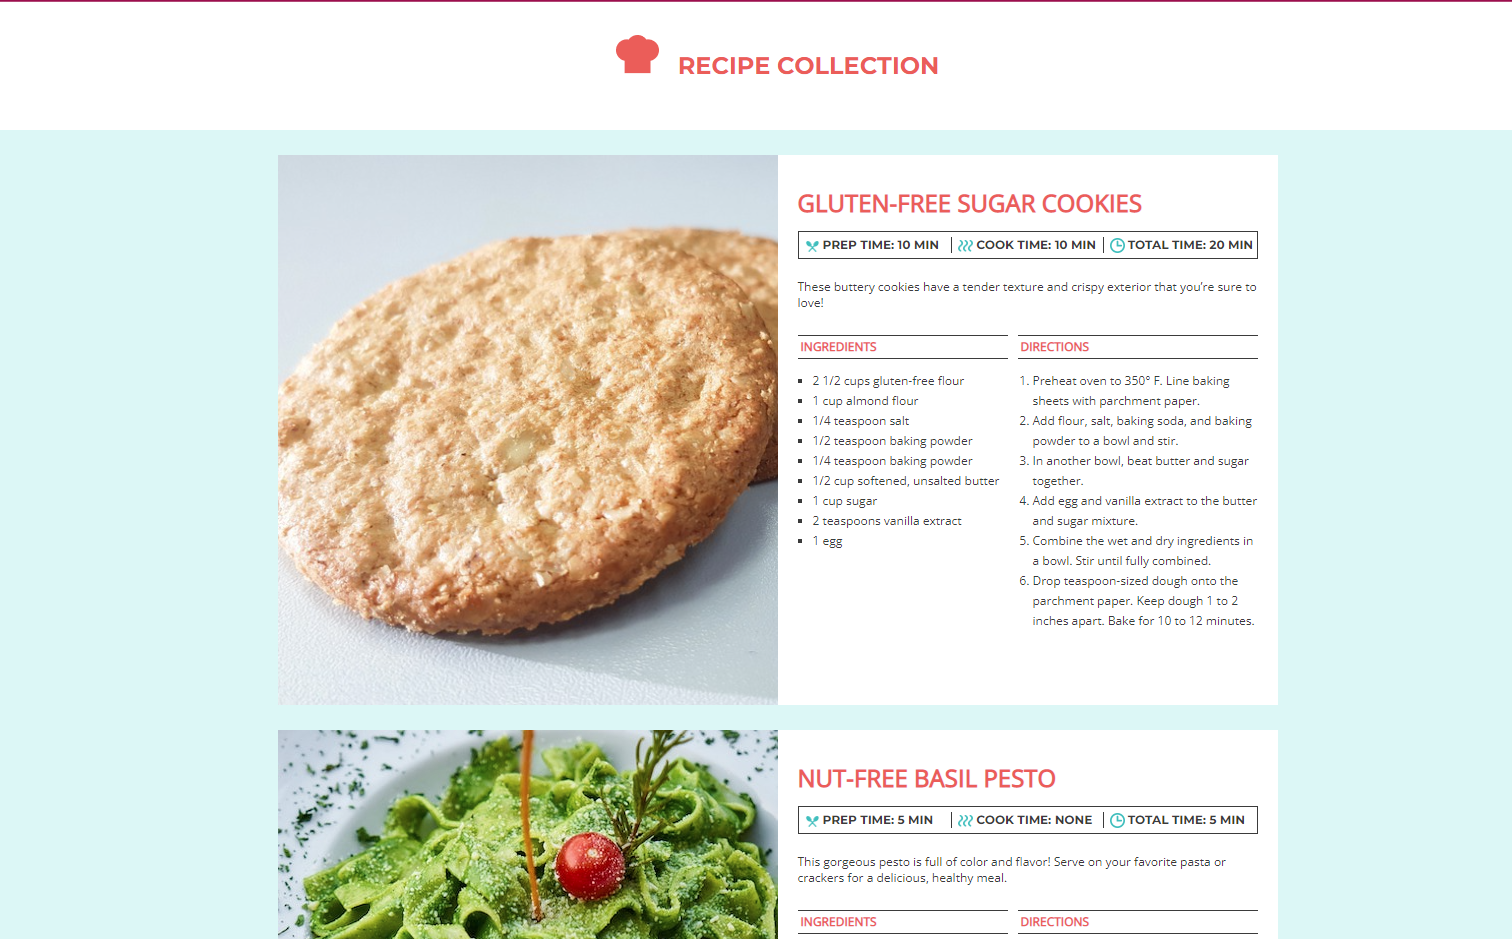 RECIPE COLLECTION
GLUTEN-FREE SUGAR COOKIES
PREP TIME: 10 MIN COOK TIME: 10 MIN TOTAL TIME: 20 MIN
These buttery cookies have a tender texture and crispy exterior that you’re sure to
love!
INGREDIENTS
2 1/2 cups gluten-free flour
1 cup almond flour
1/4 teaspoon salt
1/2 teaspoon baking powder
1/4 teaspoon baking powder
1/2 cup softened, unsalted butter
1 cup sugar
2 teaspoons vanilla extract
1 egg
DIRECTIONS
1. Preheat oven to 350° F. Line baking
sheets with parchment paper.
2. Add flour, salt, baking soda, and baking
powder to a bowl and stir.
3. In another bowl, beat butter and sugar
together.
4. Add egg and vanilla extract to the butter
and sugar mixture.
5. Combine the wet and dry ingredients in
a bowl. Stir until fully combined.
6. Drop teaspoon-sized dough onto the
parchment paper. Keep dough 1 to 2
inches apart. Bake for 10 to 12 minutes.
NUT-FREE BASIL PESTO
PREP TIME: 5 MIN COOK TIME: NONE TOTAL TIME: 5 MIN
This gorgeous pesto is full of color and flavor! Serve on your favorite pasta or
crackers for a delicious, healthy meal.
INGREDIENTS
DIRECTIONS